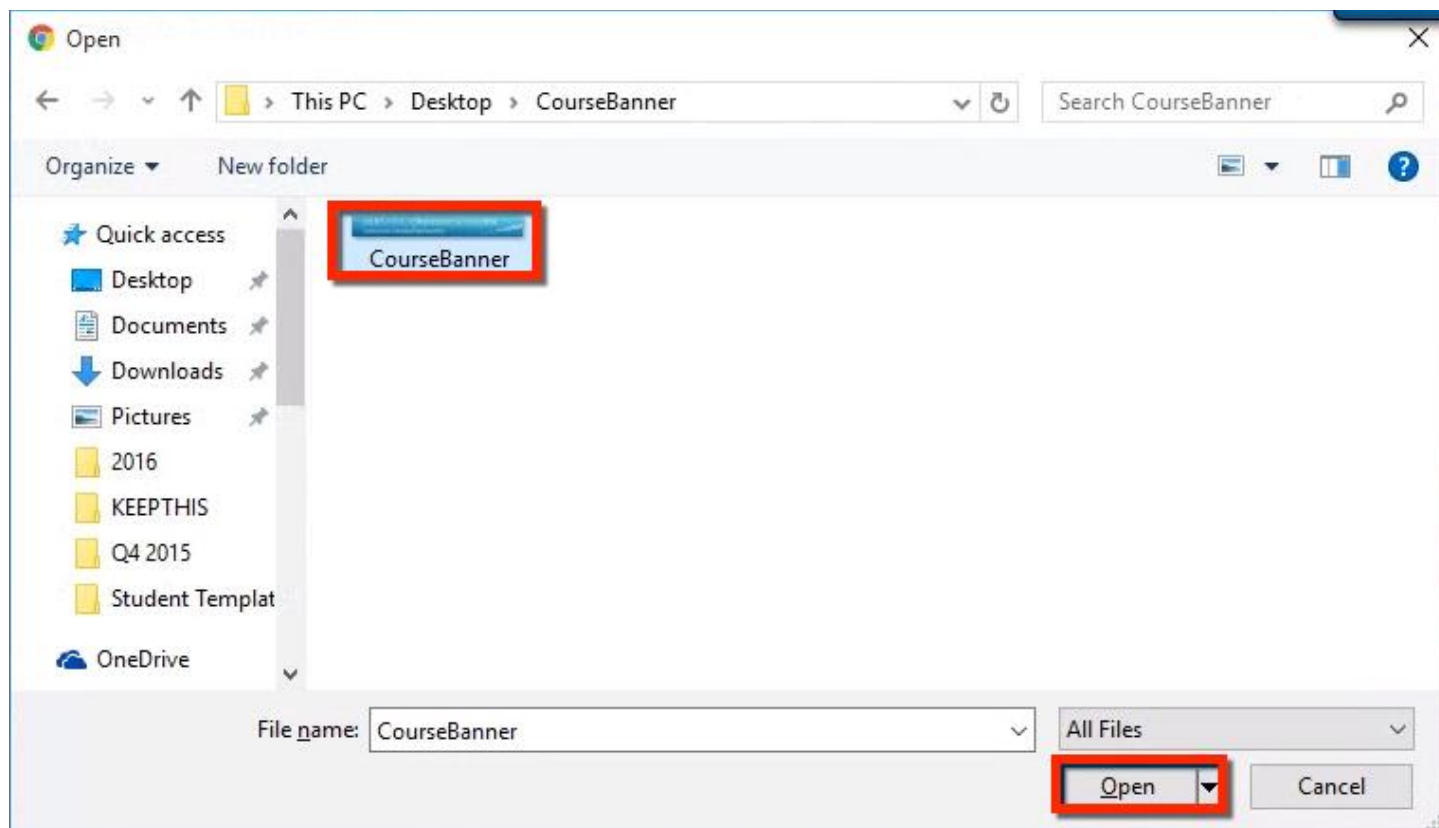 Open
This PC > Desktop > CourseBanner
Search CourseBanner
Organize
New folder
Quick access
Desktop
Documents
Downloads
Pictures
2016
KEEPTHIS
Q4 2015
Student Templat
OneDrive
CourseBanner
File name: CourseBanner
All Files
Open
Cancel